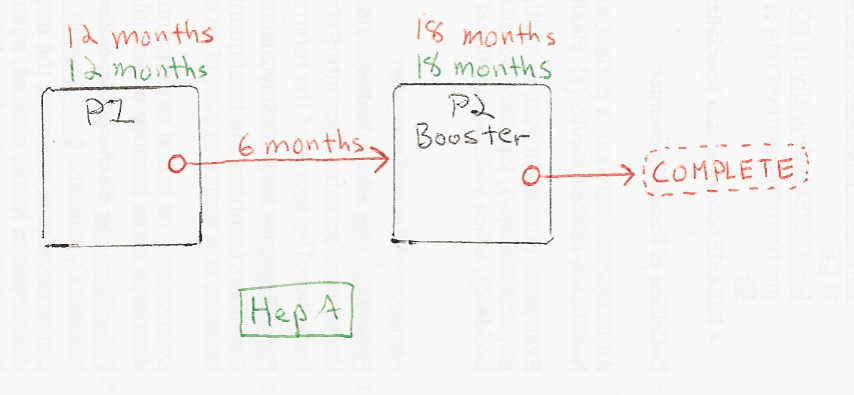 12 months
12 months
P1
6 months
18 months
18 months
P2
Booster
COMPLETE
Hep A